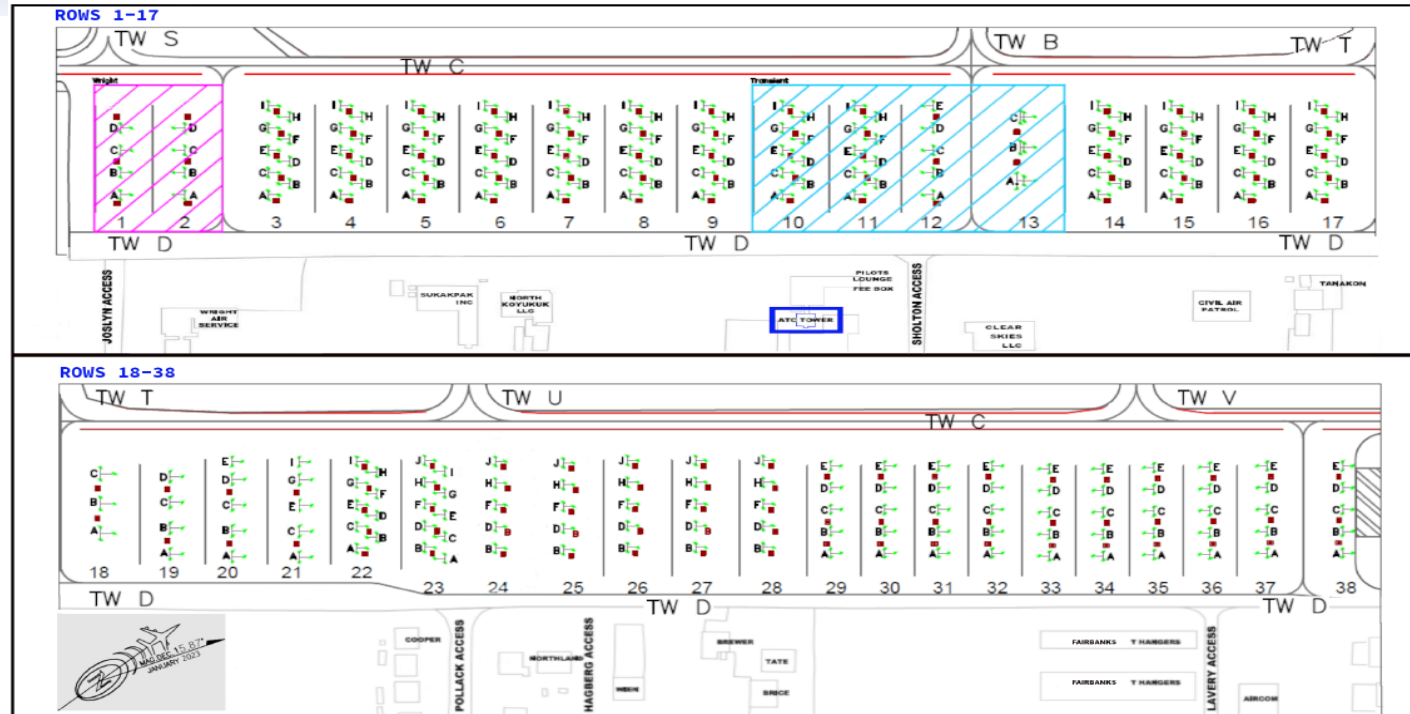 ROWS 1-17
TW S
TW B
TW T
TW C
Wright
Transient
D C B A
D C B A
I H G F E D C B A
I H G F E D C B A
I H G F E D C B A
I H G F E D C B A
I H G F E D C B A
I H G F E D C B A
I H G F E D C B A
I H G F E D C B A
I H G F E D C B A
E D C B A
C B A
I H G F E D C B A
I H G F E D C B A
I H G F E D C B A
I H G F E D C B A
1 2 3 4 5 6 7 8 9 10 11 12 13 14 15 16 17
TW D
TW D
TW D
JOSLYN ACCESS
WRIGHT
AIR
SERVICE
SUKAKPAK
INC
NORTH
KOYUKUK
LLC
PILOTS
LOUNGE
FEE BOX
ATC TOWER
SHOLTON ACCESS
CLEAR
SKIES
LLC
CIVIL AIR
PATROL
TANAKON
ROWS 18-38
TW T
TW U
TW V
TW C
C B A
D C B A
E D C B A
I G E C A
I H G F E D C B A
J I H G F E D C B A
J H F D B
J H F D B
J H F D B
J H F D B
J H F D B
E D C B A
E D C B A
E D C B A
E D C B A
E D C B A
E D C B A
E D C B A
E D C B A
E D C B A
E D C B A
18 19 20 21 22 23 24 25 26 27 28 29 30 31 32 33 34 35 36 37 38
TW D
TW D
TW D
MAG DEC 15.87°
JANUARY 2023
COOPER
POLLACK ACCESS
NORTHLAND
HAGBERG ACCESS
WIEN
BREWER
TATE
BRICE
FAIRBANKS T HANGERS
FAIRBANKS T HANGERS
LAVERY ACCESS
AIRCOM